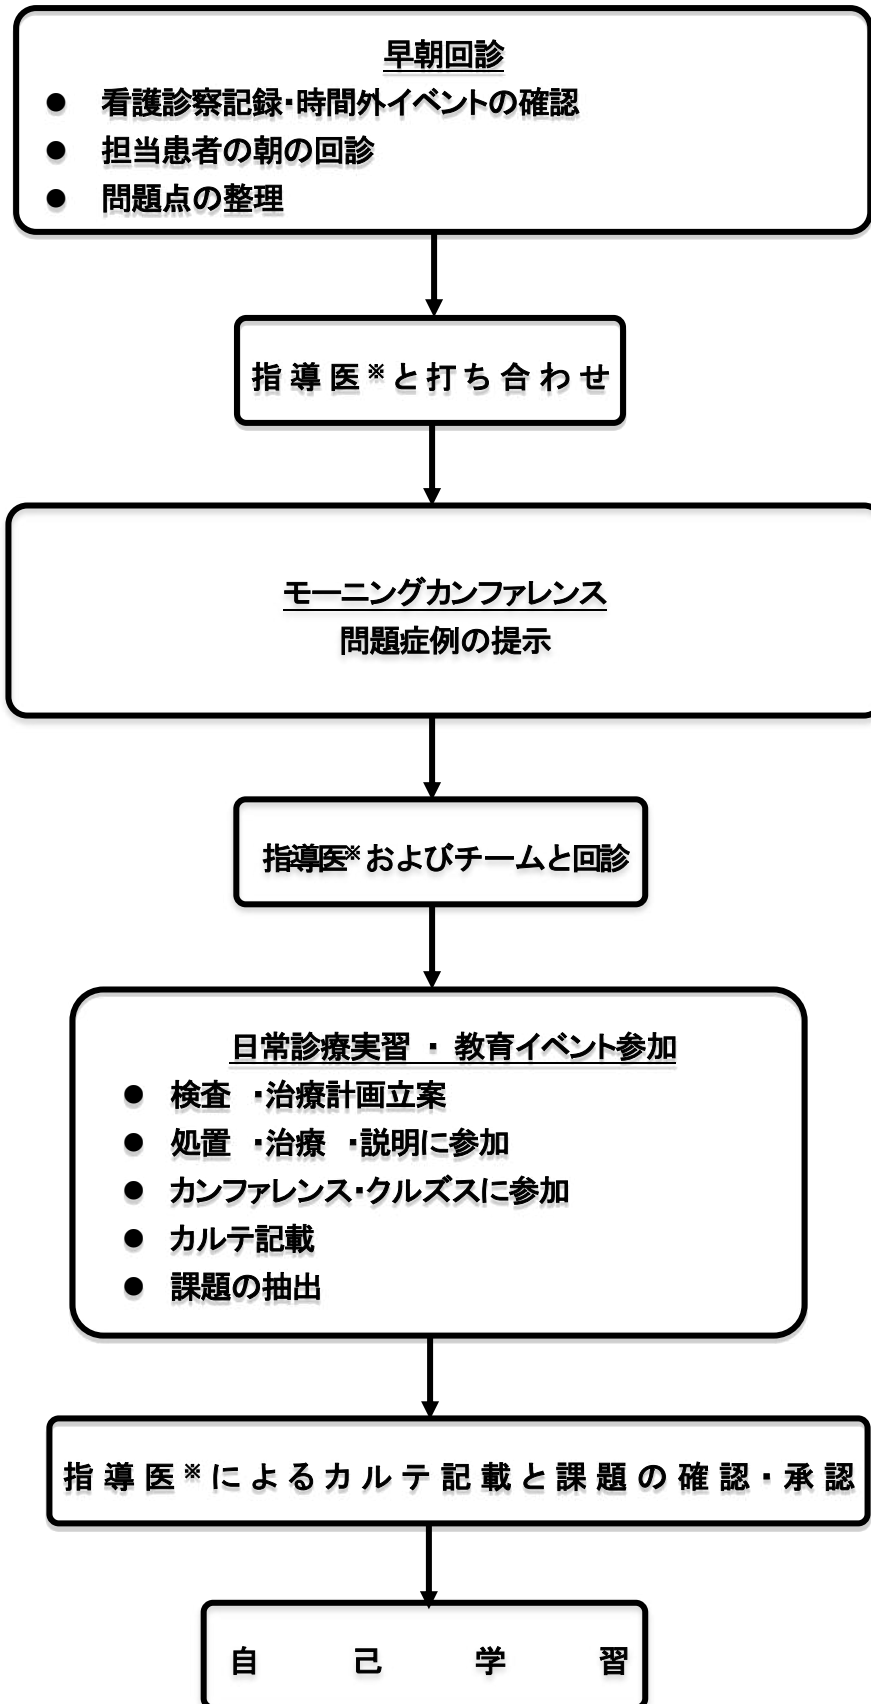 早朝回診
● 看護診察記録・時間外イベントの確認
● 担当患者の朝の回診
● 問題点の整理
指導医※と打ち合わせ
モーニングカンファレンス
問題症例の提示
指導医※およびチームと回診
日常診療実習 ・ 教育イベント参加
● 検査 ・治療計画立案
● 処置 ・治療 ・説明に参加
● カンファレンス・クルズスに参加
● カルテ記載
● 課題の抽出
指導医※によるカルテ記載と課題の確認・承認
自己学習